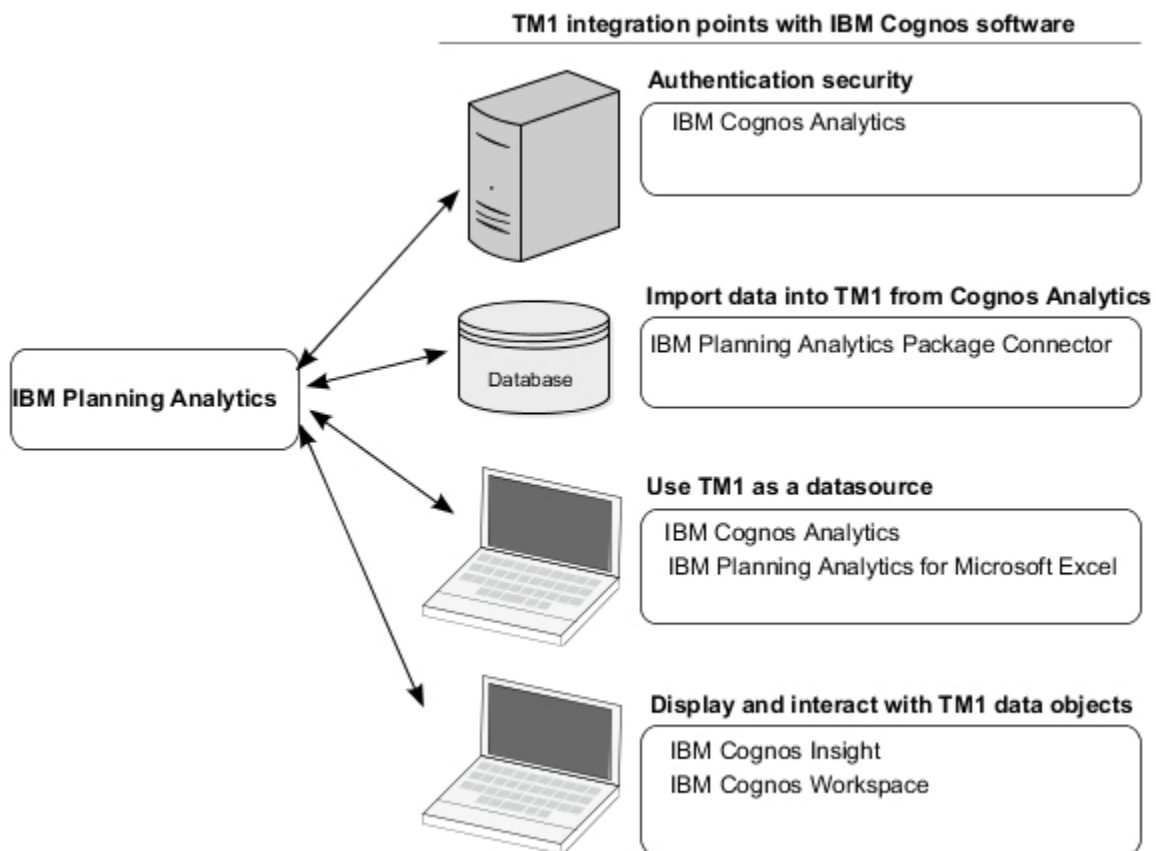 TM1 integration points with IBM Cognos software
Authentication security
IBM Cognos Analytics
Import data into TM1 from Cognos Analytics
IBM Planning Analytics Package Connector
Database
IBM Planning Analytics
Use TM1 as a datasource
IBM Cognos Analytics
IBM Planning Analytics for Microsoft Excel
Display and interact with TM1 data objects
IBM Cognos Insight
IBM Cognos Workspace